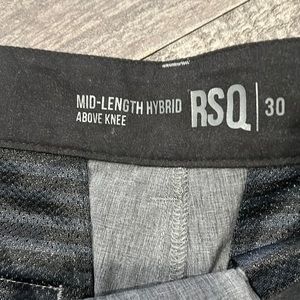 MID-LENGTH HYBRID
ABOVE KNEE
RSQ | 30